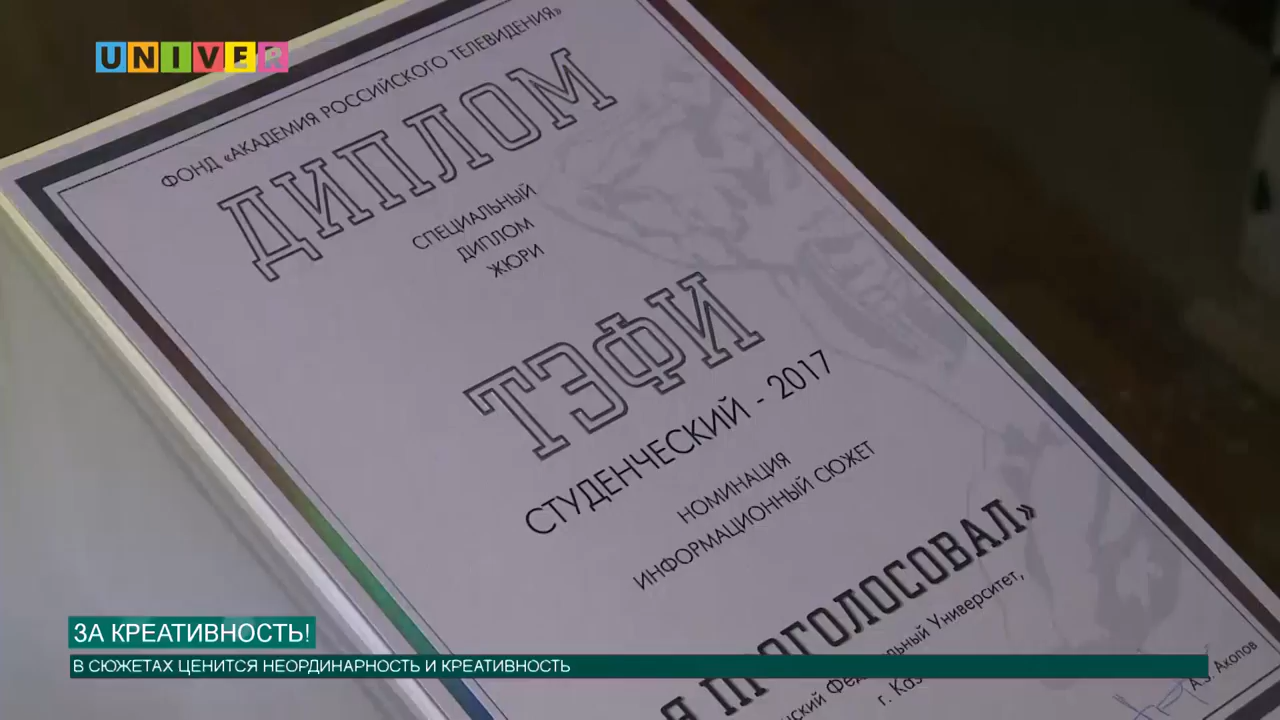 UNIVER
ФОНД «АКАДЕМИЯ РОССИЙСКОГО ТЕЛЕВИДЕНИЯ»
ДИПЛОМ
СПЕЦИАЛЬНЫЙ
ДИПЛОМ
ЖЮРИ
ТЭФИ
СТУДЕНЧЕСКИЙ - 2017
НОМИНАЦИЯ
ИНФОРМАЦИОННЫЙ СЮЖЕТ
Я ПРОГОЛОСОВАЛ»
Университет,
г.
Акопов
ЗА КРЕАТИВНОСТЬ!
В СЮЖЕТАХ ЦЕНИТСЯ НЕОРДИНАРНОСТЬ И КРЕАТИВНОСТЬ